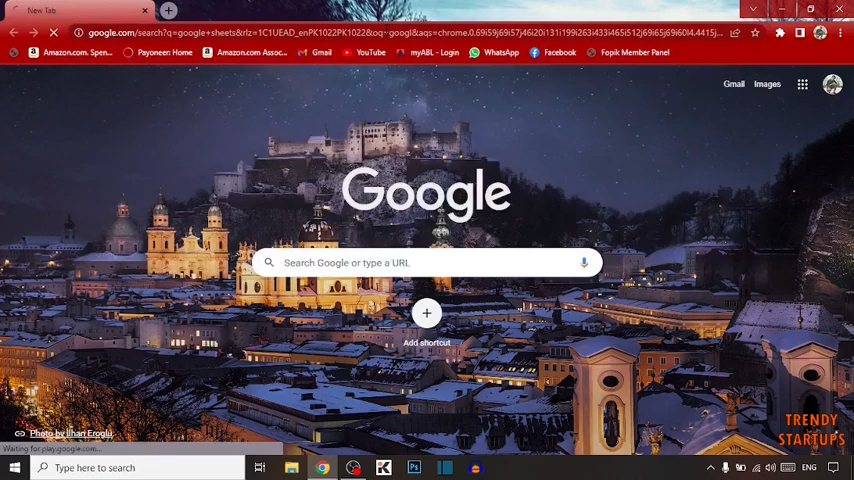 New Tab
google.com/search?q=google+sheets&rlz=1C1UEAD_enPK1022PK1022&oq=googl&aqs=chrome.0.69i59j69i57j46i20i131i199i263i433i465i512j69i65j69i60l4.4415j...
Amazon.com. Spen...
Payoneer: Home
Amazon.com Assoc...
Gmail
YouTube
myABL - Login
WhatsApp
Facebook
Fopik Member Panel
Gmail
Images
Google
Search Google or type a URL
Add shortcut
Photo by Ilhan Eroglu
TRENDY
STARTUPS
Waiting for play.google.com...
Type here to search
Ps
ENG